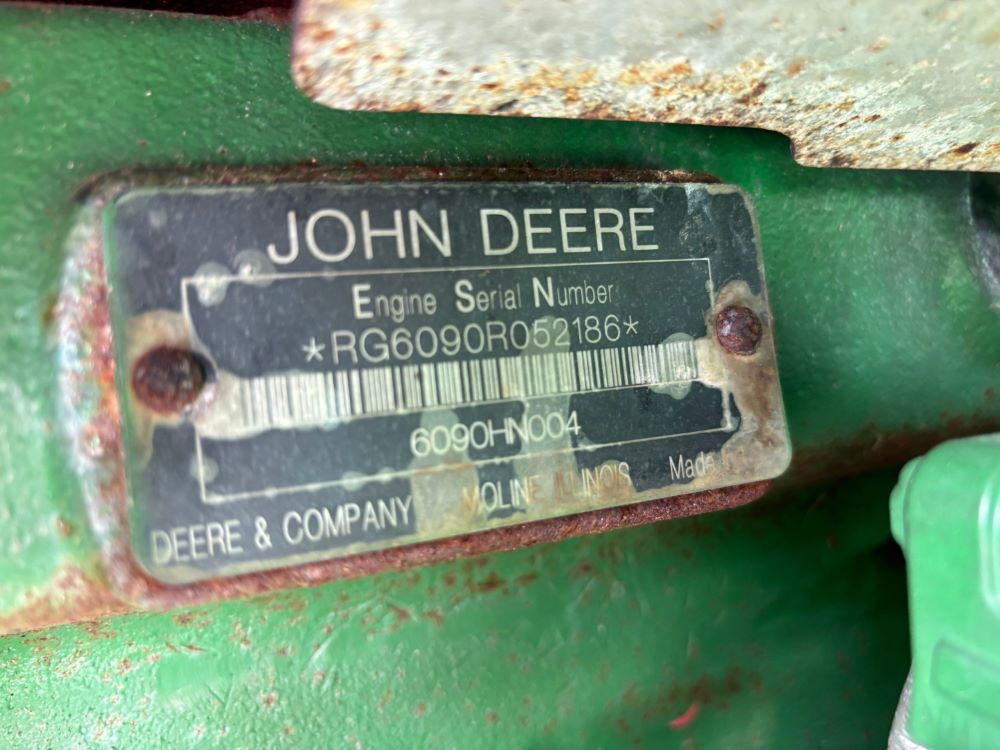 JOHN DEERE
Engine Serial Number
*RG6090R052186*
6090HN004
DEERE & COMPANY MOLINE ILLINOIS Made